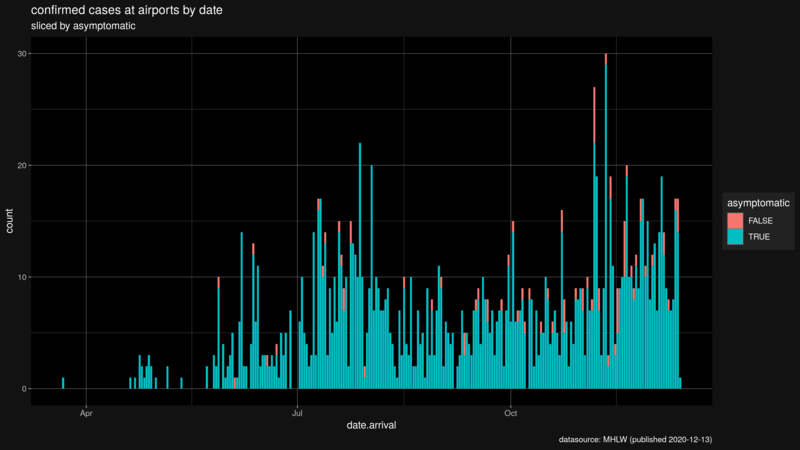 confirmed cases at airports by date
sliced by asymptomatic
30
20
10
0
count
Apr
Jul
Oct
date.arrival
asymptomatic
FALSE
TRUE
datasource: MHLW (published 2020-12-13)